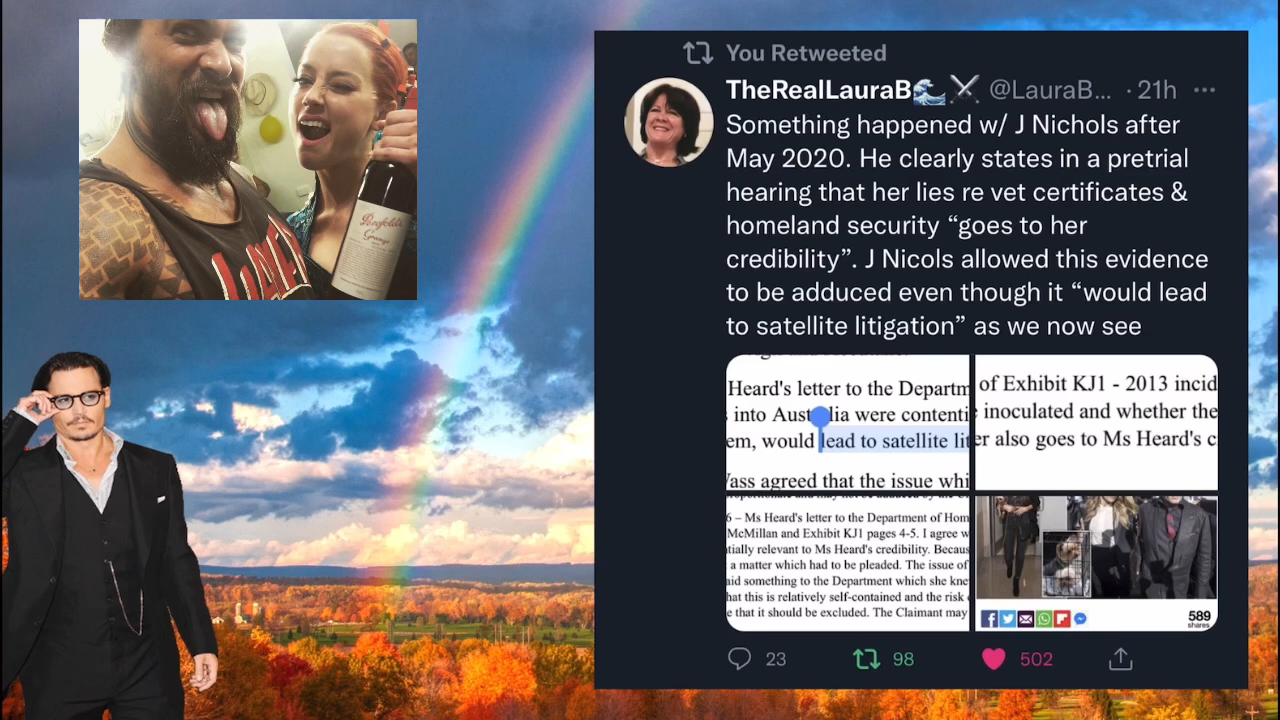 Penfolds
Grange
You Retweeted
TheRealLauraB🌊⚔️ @LauraB... · 21h ...
Something happened w/ J Nichols after
May 2020. He clearly states in a pretrial
hearing that her lies re vet certificates &
homeland security “goes to her
credibility”. J Nicols allowed this evidence
to be adduced even though it “would lead
to satellite litigation” as we now see
Heard's letter to the Departm
into Australia were contenti
em, would lead to satellite lit
Wass agreed that the issue whi
of Exhibit KJ1 - 2013 incid
inoculated and whether the
er also goes to Ms Heard's c
6 – Ms Heard's letter to the Department of Hom
McMillan and Exhibit KJ1 pages 4-5. I agree w
tially relevant to Ms Heard's credibility. Becaus
a matter which had to be pleaded. The issue of
aid something to the Department which she kne
hat this is relatively self-contained and the risk
e that it should be excluded. The Claimant may
589
shares
23 98 502